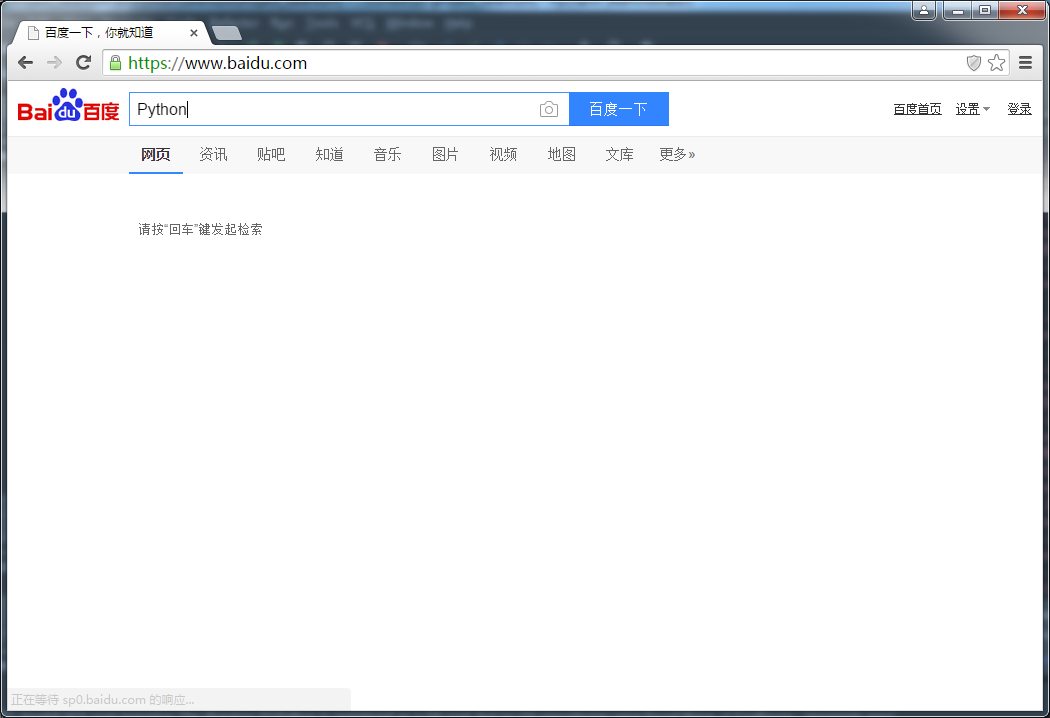 百度一下，你就知道
https://www.baidu.com
Bai du 百度
Python
百度一下
百度首页
设置
登录
网页 资讯 贴吧 知道 音乐 图片 视频 地图 文库 更多»
请按“回车”键发起检索
正在等待 sp0.baidu.com 的响应...